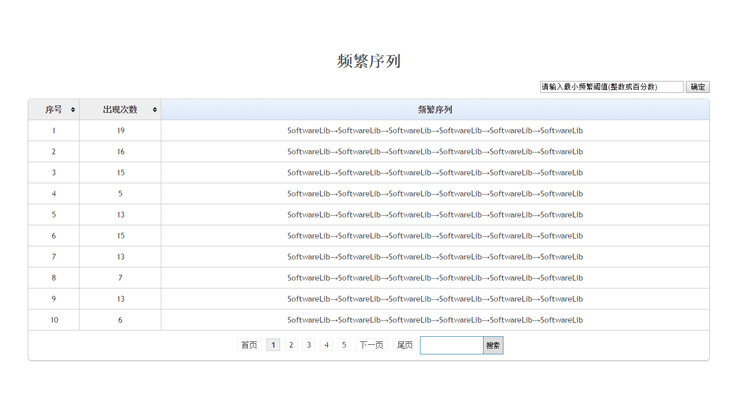 频繁序列
请输入最小频繁阈值(整数或百分数) 确定
序号 出现次数 频繁序列
1 19 SoftwareLib→SoftwareLib→SoftwareLib→SoftwareLib→SoftwareLib→SoftwareLib
2 16 SoftwareLib→SoftwareLib→SoftwareLib→SoftwareLib→SoftwareLib→SoftwareLib
3 15 SoftwareLib→SoftwareLib→SoftwareLib→SoftwareLib→SoftwareLib→SoftwareLib
4 5 SoftwareLib→SoftwareLib→SoftwareLib→SoftwareLib→SoftwareLib→SoftwareLib
5 13 SoftwareLib→SoftwareLib→SoftwareLib→SoftwareLib→SoftwareLib→SoftwareLib
6 15 SoftwareLib→SoftwareLib→SoftwareLib→SoftwareLib→SoftwareLib→SoftwareLib
7 13 SoftwareLib→SoftwareLib→SoftwareLib→SoftwareLib→SoftwareLib→SoftwareLib
8 7 SoftwareLib→SoftwareLib→SoftwareLib→SoftwareLib→SoftwareLib→SoftwareLib
9 13 SoftwareLib→SoftwareLib→SoftwareLib→SoftwareLib→SoftwareLib→SoftwareLib
10 6 SoftwareLib→SoftwareLib→SoftwareLib→SoftwareLib→SoftwareLib→SoftwareLib
首页 1 2 3 4 5 下一页 尾页 搜索